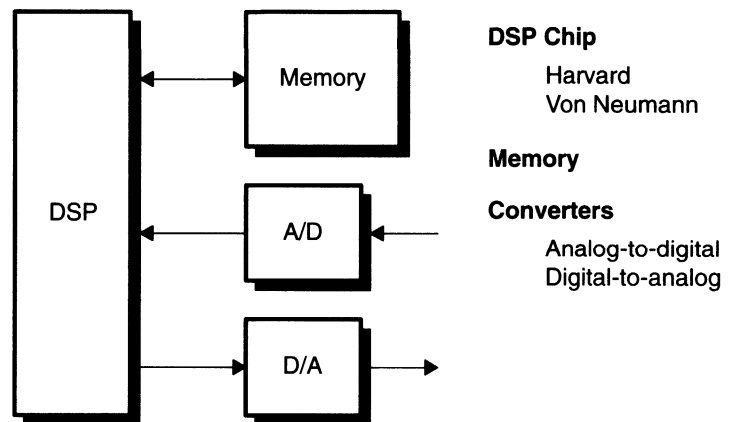 DSP
Memory
A/D
D/A
DSP Chip
Harvard
Von Neumann
Memory
Converters
Analog-to-digital
Digital-to-analog